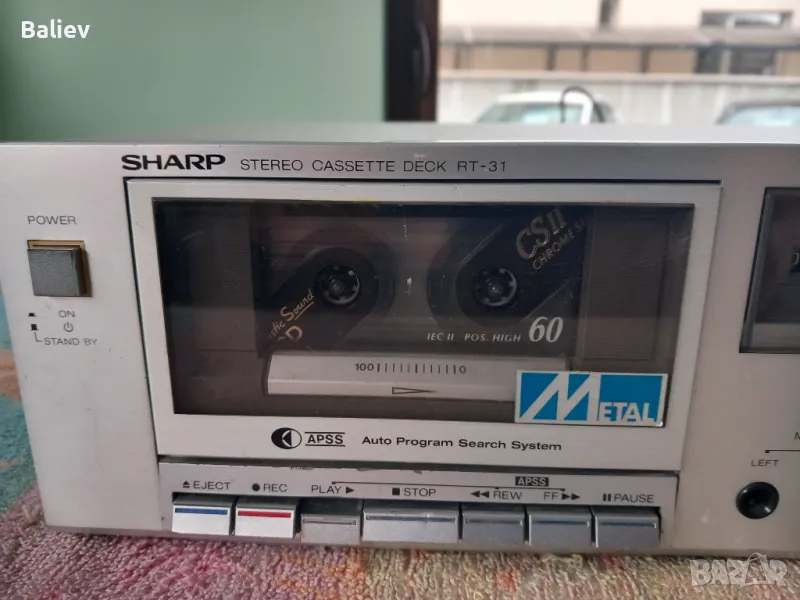 Baliev
SHARP STEREO CASSETTE DECK RT-31
POWER
ON
STAND BY
CSII
CHROME
Sound
IEC II POS. HIGH 60
100 0
METAL
APSS Auto Program Search System
APSS
EJECT REC PLAY STOP REW FF PAUSE
LEFT
BAZAR